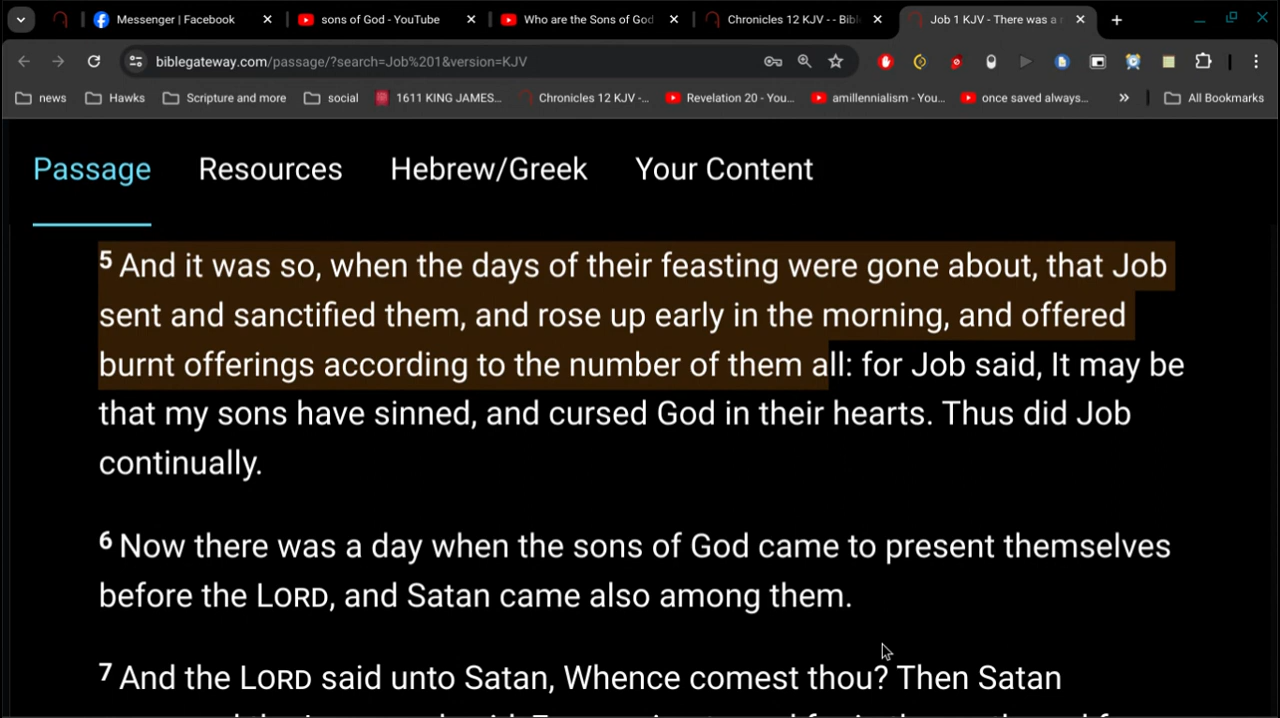 Messenger | Facebook
sons of God - YouTube
Who are the Sons of God
Chronicles 12 KJV - - Bibl
Job 1 KJV - There was a
biblegateway.com/passage/?search=Job%201&version=KJV
news
Hawks
Scripture and more
social
1611 KING JAMES...
Chronicles 12 KJV -...
Revelation 20 - You...
amillennialism - You...
once saved always...
All Bookmarks
Passage
Resources
Hebrew/Greek
Your Content
5 And it was so, when the days of their feasting were gone about, that Job
sent and sanctified them, and rose up early in the morning, and offered
burnt offerings according to the number of them all: for Job said, It may be
that my sons have sinned, and cursed God in their hearts. Thus did Job
continually.
6 Now there was a day when the sons of God came to present themselves
before the LORD, and Satan came also among them.
7 And the LORD said unto Satan, Whence comest thou? Then Satan